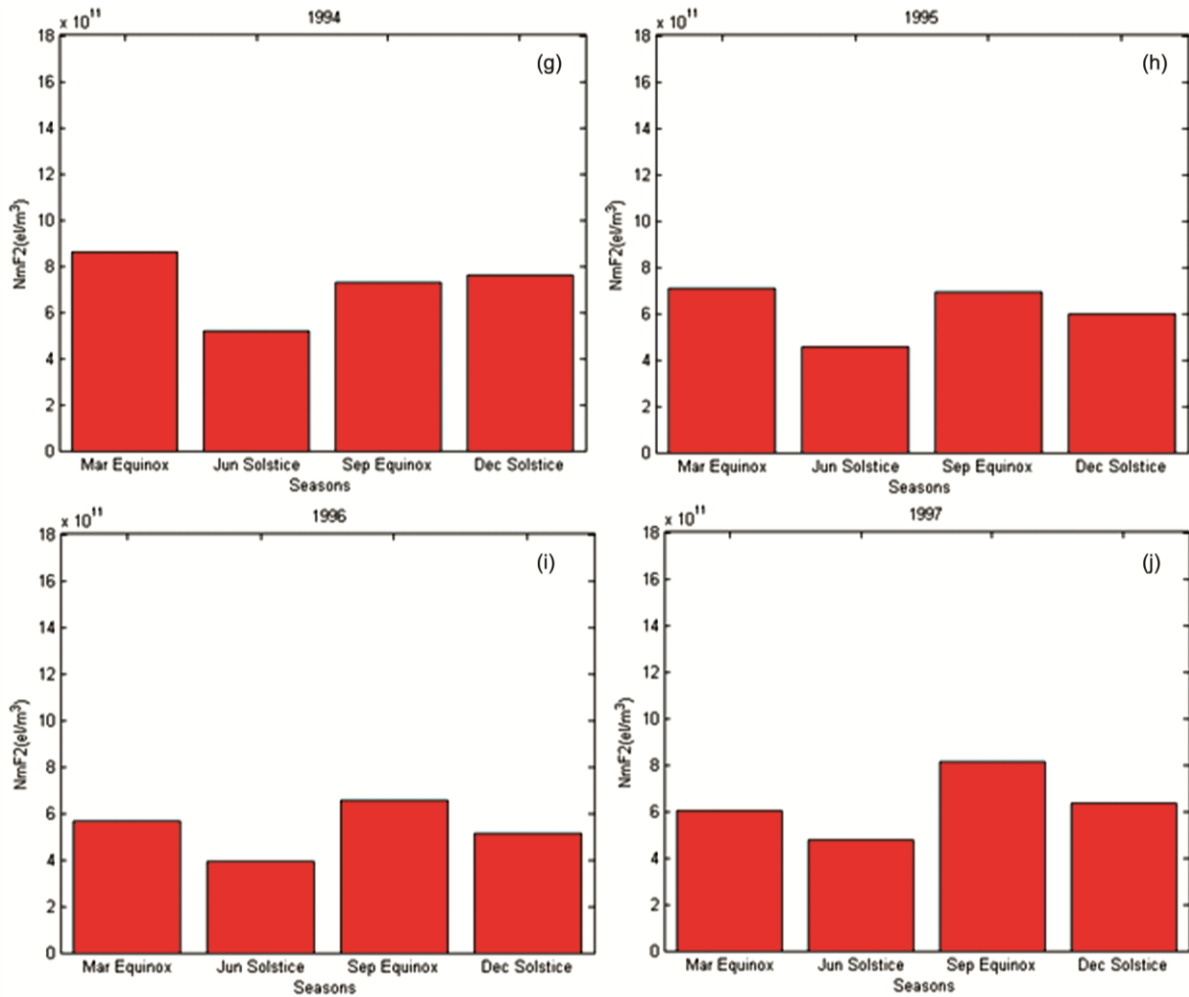 x 10^11
1994
(g)
18
16
14
12
10
8
6
4
2
0
NmF2(el/m^3)
Mar Equinox Jun Solstice Sep Equinox Dec Solstice
Seasons
x 10^11
1995
(h)
18
16
14
12
10
8
6
4
2
0
NmF2(el/m^3)
Mar Equinox Jun Solstice Sep Equinox Dec Solstice
Seasons
x 10^11
1996
(i)
18
16
14
12
10
8
6
4
2
0
NmF2(el/m^3)
Mar Equinox Jun Solstice Sep Equinox Dec Solstice
Seasons
x 10^11
1997
(j)
18
16
14
12
10
8
6
4
2
0
NmF2(el/m^3)
Mar Equinox Jun Solstice Sep Equinox Dec Solstice
Seasons